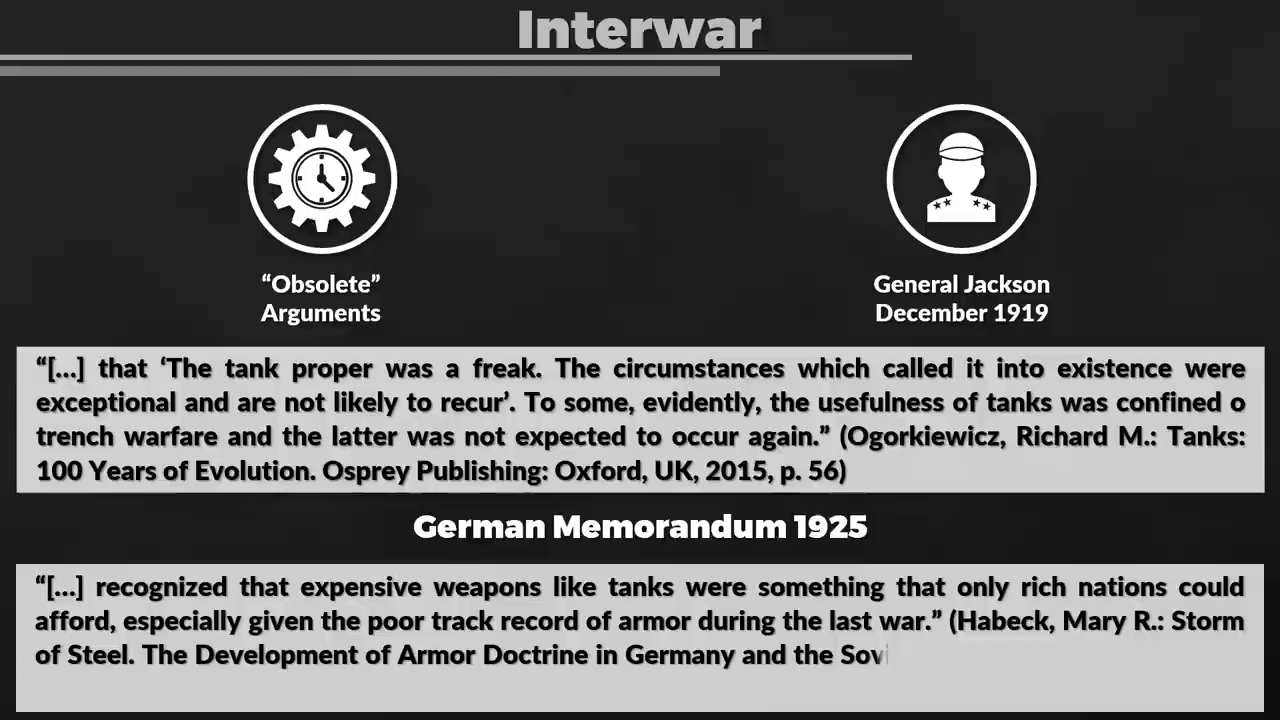 Interwar
“Obsolete”
Arguments
General Jackson
December 1919
“[...] that ‘The tank proper was a freak. The circumstances which called it into existence were
exceptional and are not likely to recur’. To some, evidently, the usefulness of tanks was confined o
trench warfare and the latter was not expected to occur again.” (Ogorkiewicz, Richard M.: Tanks:
100 Years of Evolution. Osprey Publishing: Oxford, UK, 2015, p. 56)
German Memorandum 1925
“[...] recognized that expensive weapons like tanks were something that only rich nations could
afford, especially given the poor track record of armor during the last war.” (Habeck, Mary R.: Storm
of Steel. The Development of Armor Doctrine in Germany and the Sovi